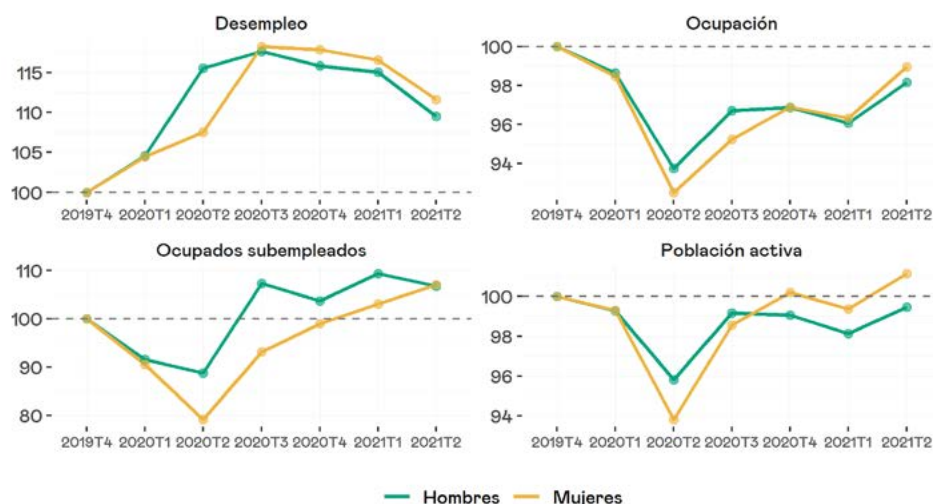 Desempleo
115
110
105
100
2019T4 2020T1 2020T2 2020T3 2020T4 2021T1 2021T2
Ocupación
100
98
96
94
2019T4 2020T1 2020T2 2020T3 2020T4 2021T1 2021T2
Ocupados subempleados
110
100
90
80
2019T4 2020T1 2020T2 2020T3 2020T4 2021T1 2021T2
Población activa
100
98
96
94
2019T4 2020T1 2020T2 2020T3 2020T4 2021T1 2021T2
Hombres Mujeres